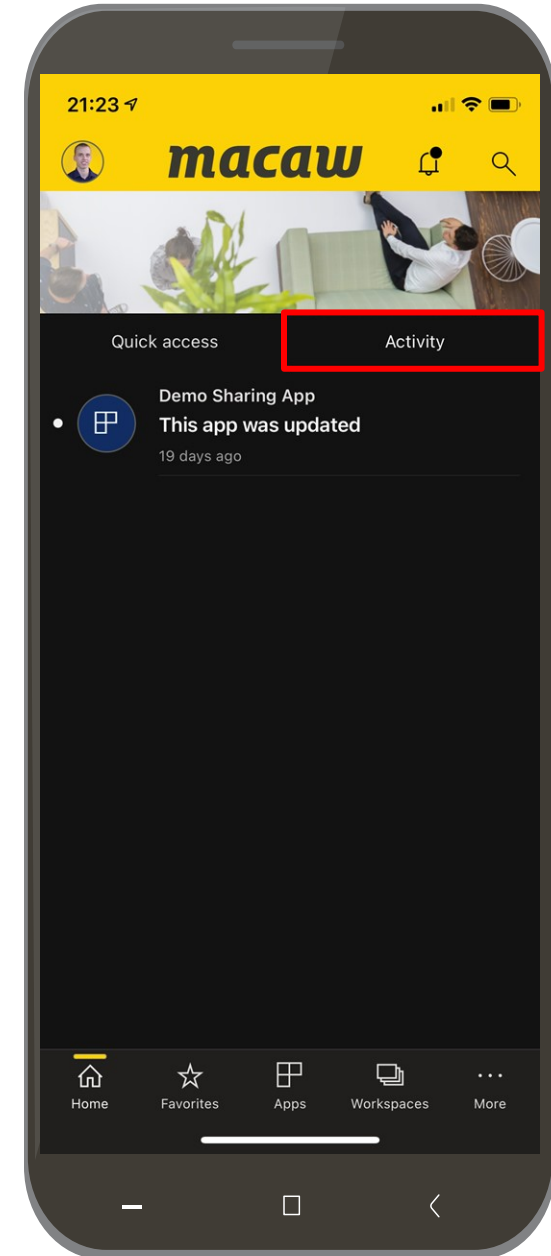 21:23
macaw
Quick access
Activity
Demo Sharing App
This app was updated
19 days ago
Home
Favorites
Apps
Workspaces
More